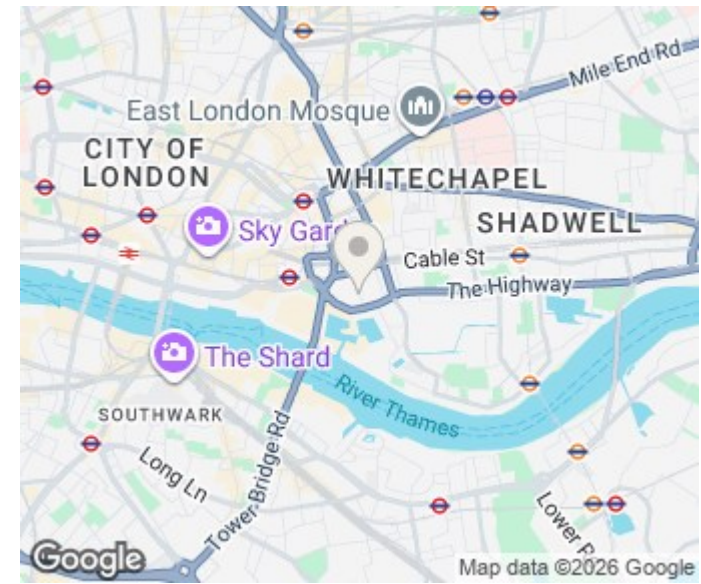 Mile End Rd
East London Mosque
CITY OF
LONDON
WHITECHAPEL
SHADWELL
Sky Gard
Cable St
The Highway
The Shard
River Thames
SOUTHWARK
Long Ln
Tower Bridge Rd
Lower R
Google
Map data ©2026 Google